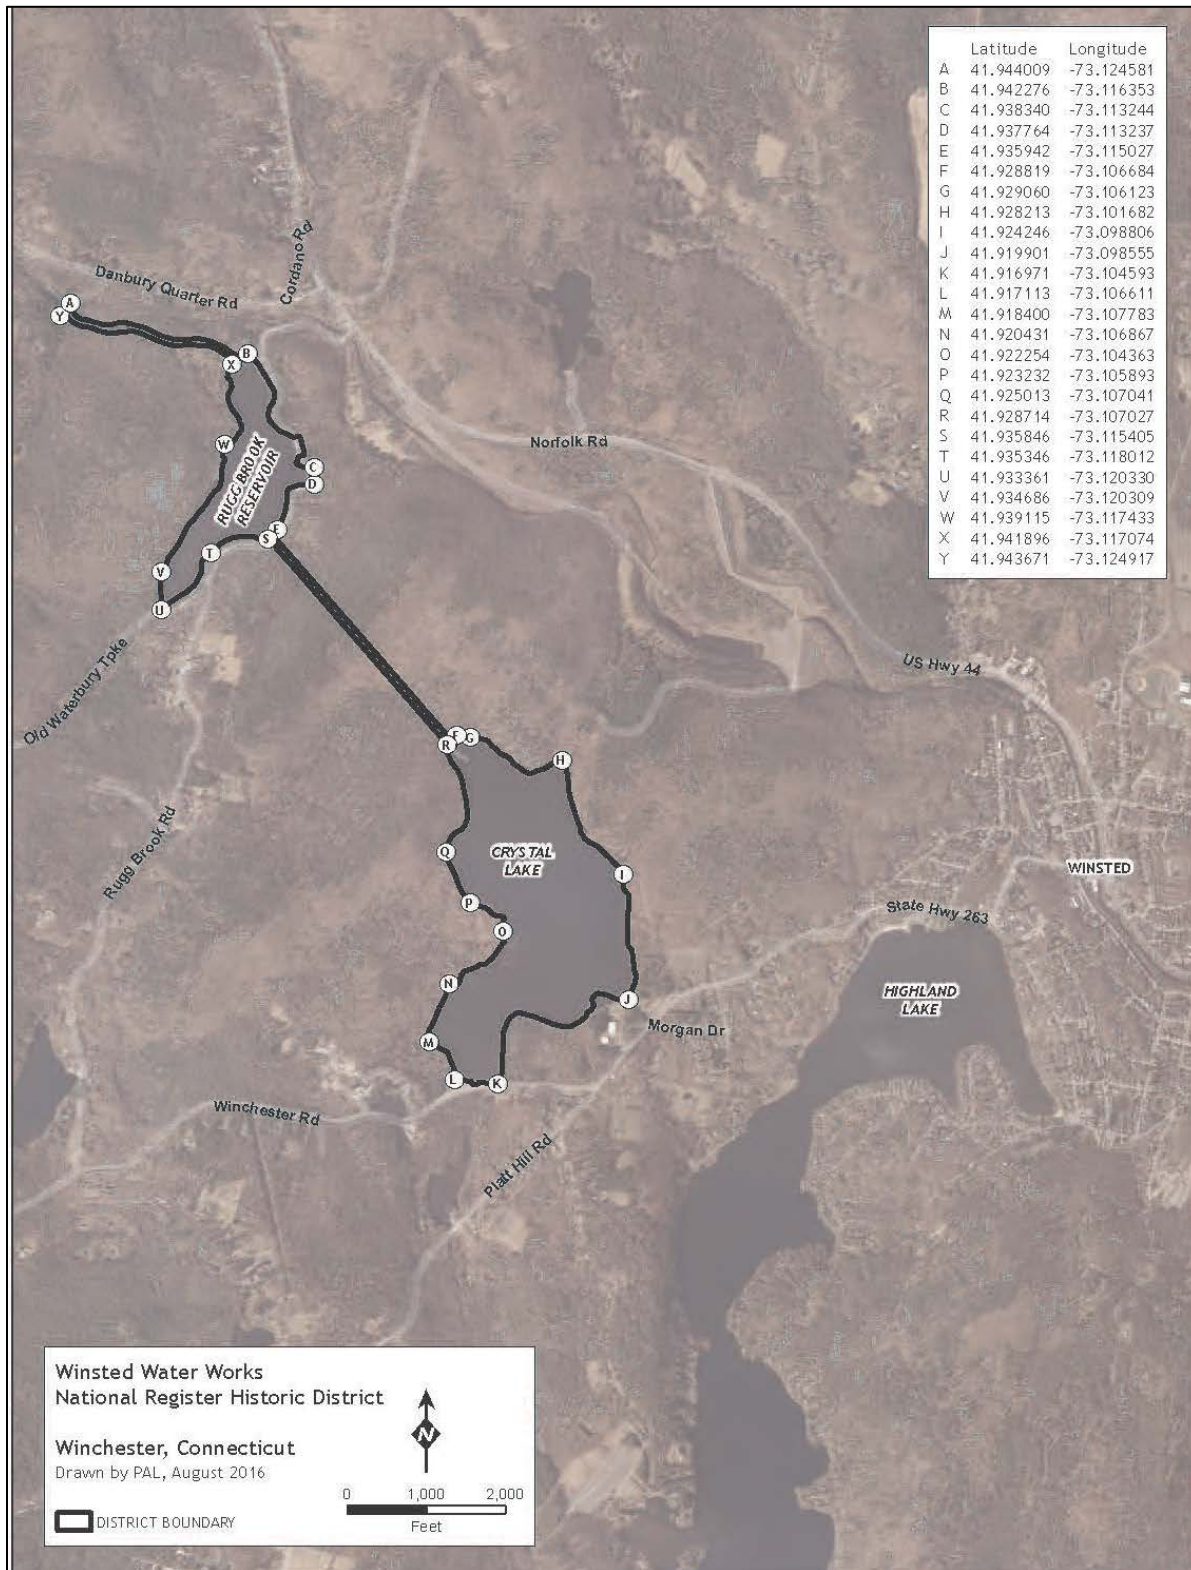 Latitude Longitude
A 41.944009 -73.124581
B 41.942276 -73.116353
C 41.938340 -73.113244
D 41.937764 -73.113237
E 41.935942 -73.115027
F 41.928819 -73.106684
G 41.929060 -73.106123
H 41.928213 -73.101682
I 41.924246 -73.098806
J 41.919901 -73.098555
K 41.916971 -73.104593
L 41.917113 -73.106611
M 41.918400 -73.107783
N 41.920431 -73.106867
O 41.922254 -73.104363
P 41.923232 -73.105893
Q 41.925013 -73.107041
R 41.928714 -73.107027
S 41.935846 -73.115405
T 41.935346 -73.118012
U 41.933361 -73.120330
V 41.934686 -73.120309
W 41.939115 -73.117433
X 41.941896 -73.117074
Y 41.943671 -73.124917
Cordano Rd
Danbury Quarter Rd
A
Y
B
X
Norfolk Rd
W
RUGG BROOK
RESERVOIR
C
D
E
S
T
V
U
Old Waterbury Tpke
US Hwy 44
F
G
R
H
Rugg Brook Rd
Q
CRYSTAL
LAKE
I
WINSTED
P
State Hwy 263
O
N
HIGHLAND
LAKE
J
Morgan Dr
M
L
K
Winchester Rd
Platt Hill Rd
Winsted Water Works
National Register Historic District
Winchester, Connecticut
Drawn by PAL, August 2016
N
0 1,000 2,000
Feet
DISTRICT BOUNDARY